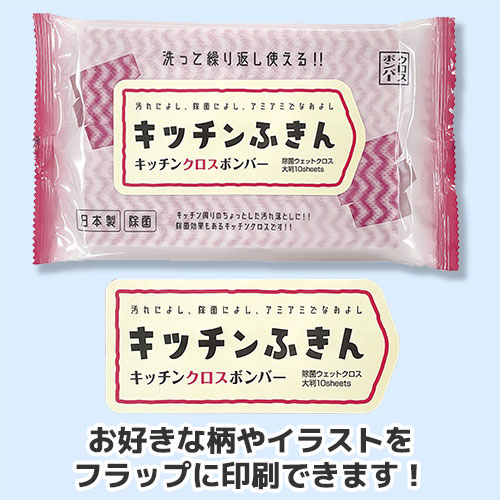 洗って繰り返し使える!!
クロス
ボンバー
汚れによし、除菌によし、アミアミでなおよし
キッチンふきん
キッチンクロスボンバー
除菌ウェットクロス
大判10sheets
日本製 除菌
キッチン周りのちょっとした汚れ落としに!!
除菌効果もあるキッチンクロスです!!
汚れによし、除菌によし、アミアミでなおよし
キッチンふきん
キッチンクロスボンバー
除菌ウェットクロス
大判10sheets
お好きな柄やイラストを
フラップに印刷できます！